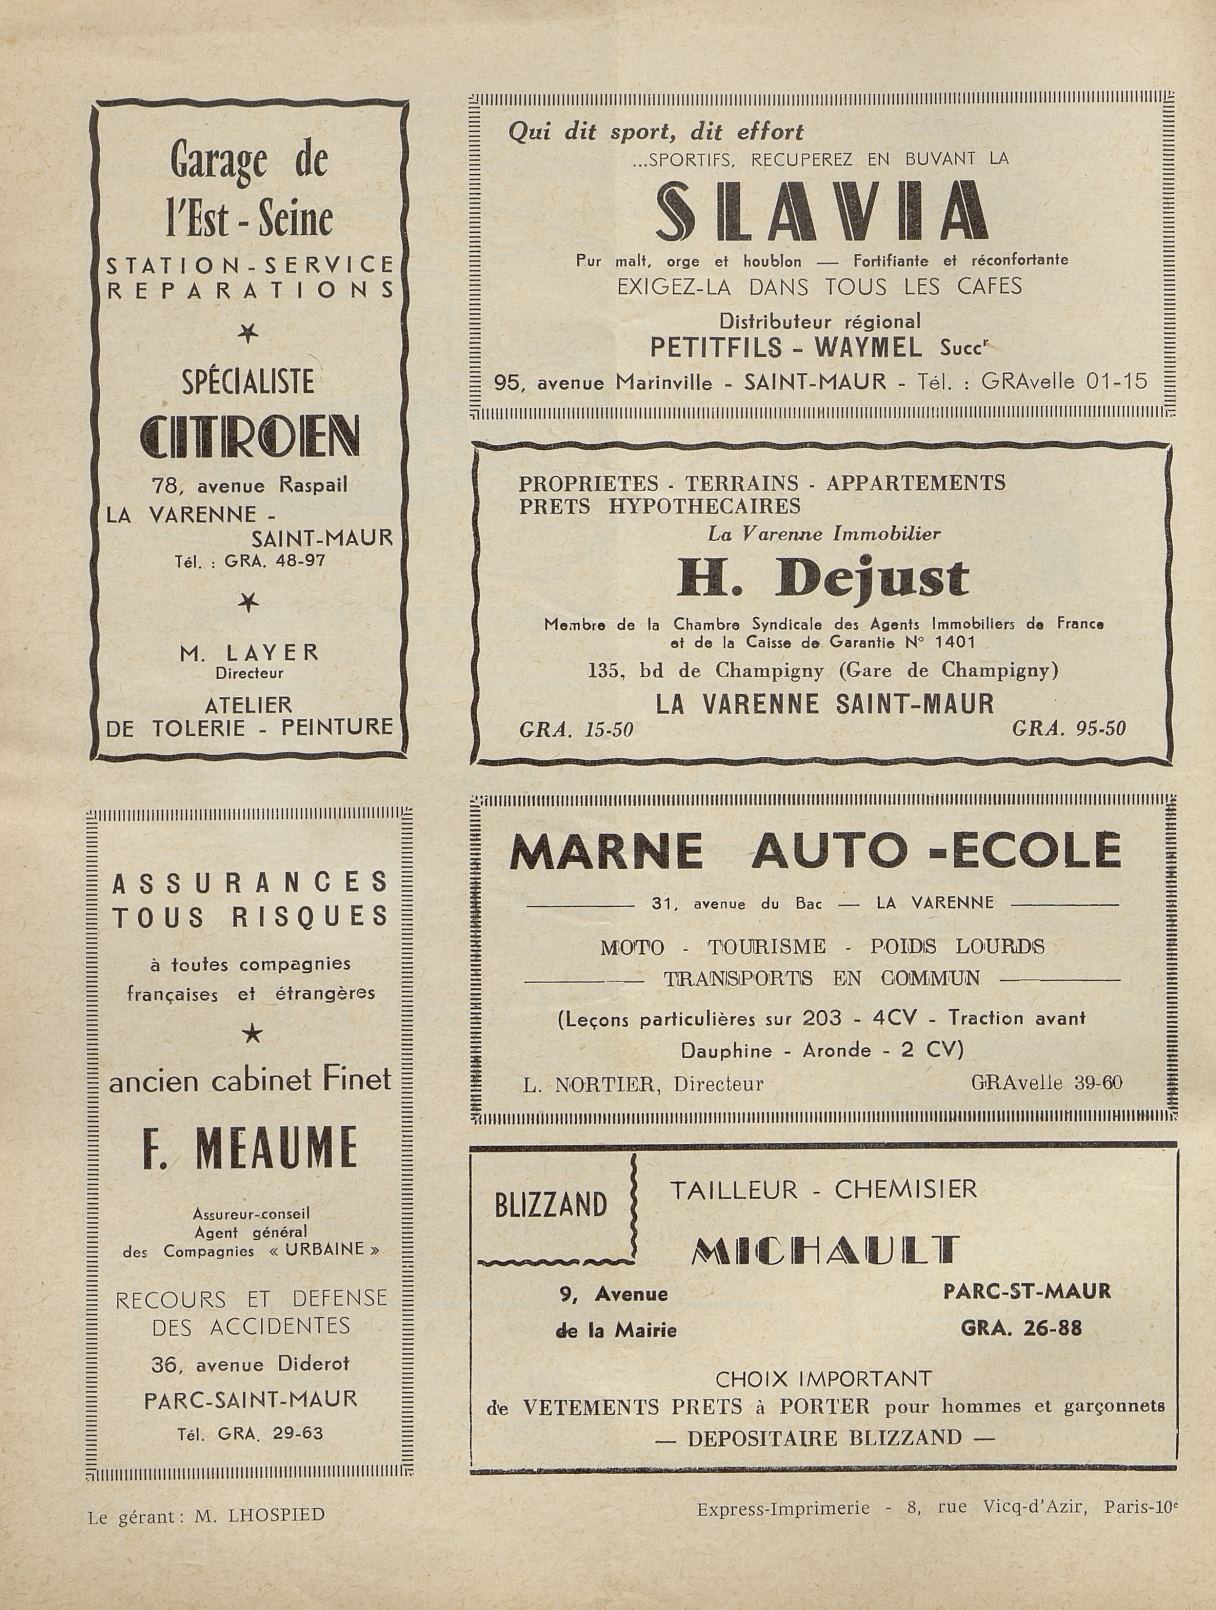 Garage de
l'Est - Seine
STATION-SERVICE
REPARATIONS
SPÉCIALISTE
CITROEN
78, avenue Raspail
LA VARENNE -
SAINT-MAUR
Tél. : GRA. 48-97
M. LAYER
Directeur
ATELIER
DE TOLERIE - PEINTURE
ASSURANCES
TOUS RISQUES
à toutes compagnies
françaises et étrangères
ancien cabinet Finet
F. MEAUME
Assureur-conseil
Agent général
des Compagnies « URBAINE »
RECOURS ET DEFENSE
DES ACCIDENTES
36, avenue Diderot
PARC-SAINT-MAUR
Tél. GRA. 29-63
Qui dit sport, dit effort
...SPORTIFS, RECUPEREZ EN BUVANT LA
SLAVIA
Pur malt, orge et houblon — Fortifiante et réconfortante
EXIGEZ-LA DANS TOUS LES CAFES
Distributeur régional
PETITFILS - WAYMEL Succʳ
95, avenue Marinville - SAINT-MAUR - Tél. : GRAvelle 01-15
PROPRIETES - TERRAINS - APPARTEMENTS
PRETS HYPOTHECAIRES
La Varenne Immobilier
H. Dejust
Membre de la Chambre Syndicale des Agents Immobiliers de France
et de la Caisse de Garantie N° 1401
135, bd de Champigny (Gare de Champigny)
LA VARENNE SAINT-MAUR
GRA. 15-50 GRA. 95-50
MARNE AUTO-ECOLE
31, avenue du Bac — LA VARENNE
MOTO - TOURISME - POIDS LOURDS
TRANSPORTS EN COMMUN
(Leçons particulières sur 203 - 4CV - Traction avant
Dauphine - Aronde - 2 CV)
L. NORTIER, Directeur GRAvelle 39-60
BLIZZAND
TAILLEUR - CHEMISIER
MICHAULT
9, Avenue PARC-ST-MAUR
de la Mairie GRA. 26-88
CHOIX IMPORTANT
de VETEMENTS PRETS à PORTER pour hommes et garçonnets
— DEPOSITAIRE BLIZZAND —
Le gérant : M. LHOSPIED
Express-Imprimerie - 8, rue Vicq-d'Azir, Paris-10ᵉ